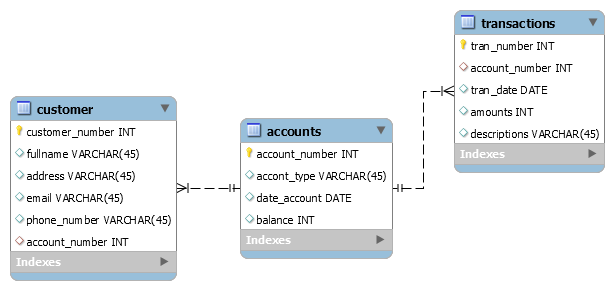 customer
customer_number INT
fullname VARCHAR(45)
address VARCHAR(45)
email VARCHAR(45)
phone_number VARCHAR(45)
account_number INT
Indexes
accounts
account_number INT
accont_type VARCHAR(45)
date_account DATE
balance INT
Indexes
transactions
tran_number INT
account_number INT
tran_date DATE
amounts INT
descriptions VARCHAR(45)
Indexes